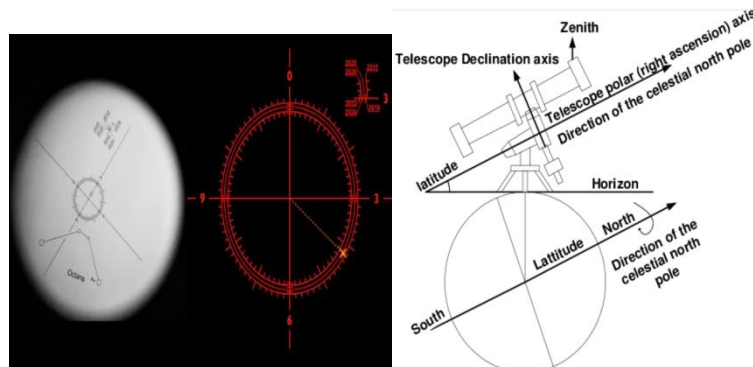 Octans
0
3
3
6
9
Zenith
Telescope Declination axis
Telescope polar (right ascension) axis
Direction of the celestial north pole
latitude
Horizon
Lattitude
North
South
Direction of the
celestial north
pole